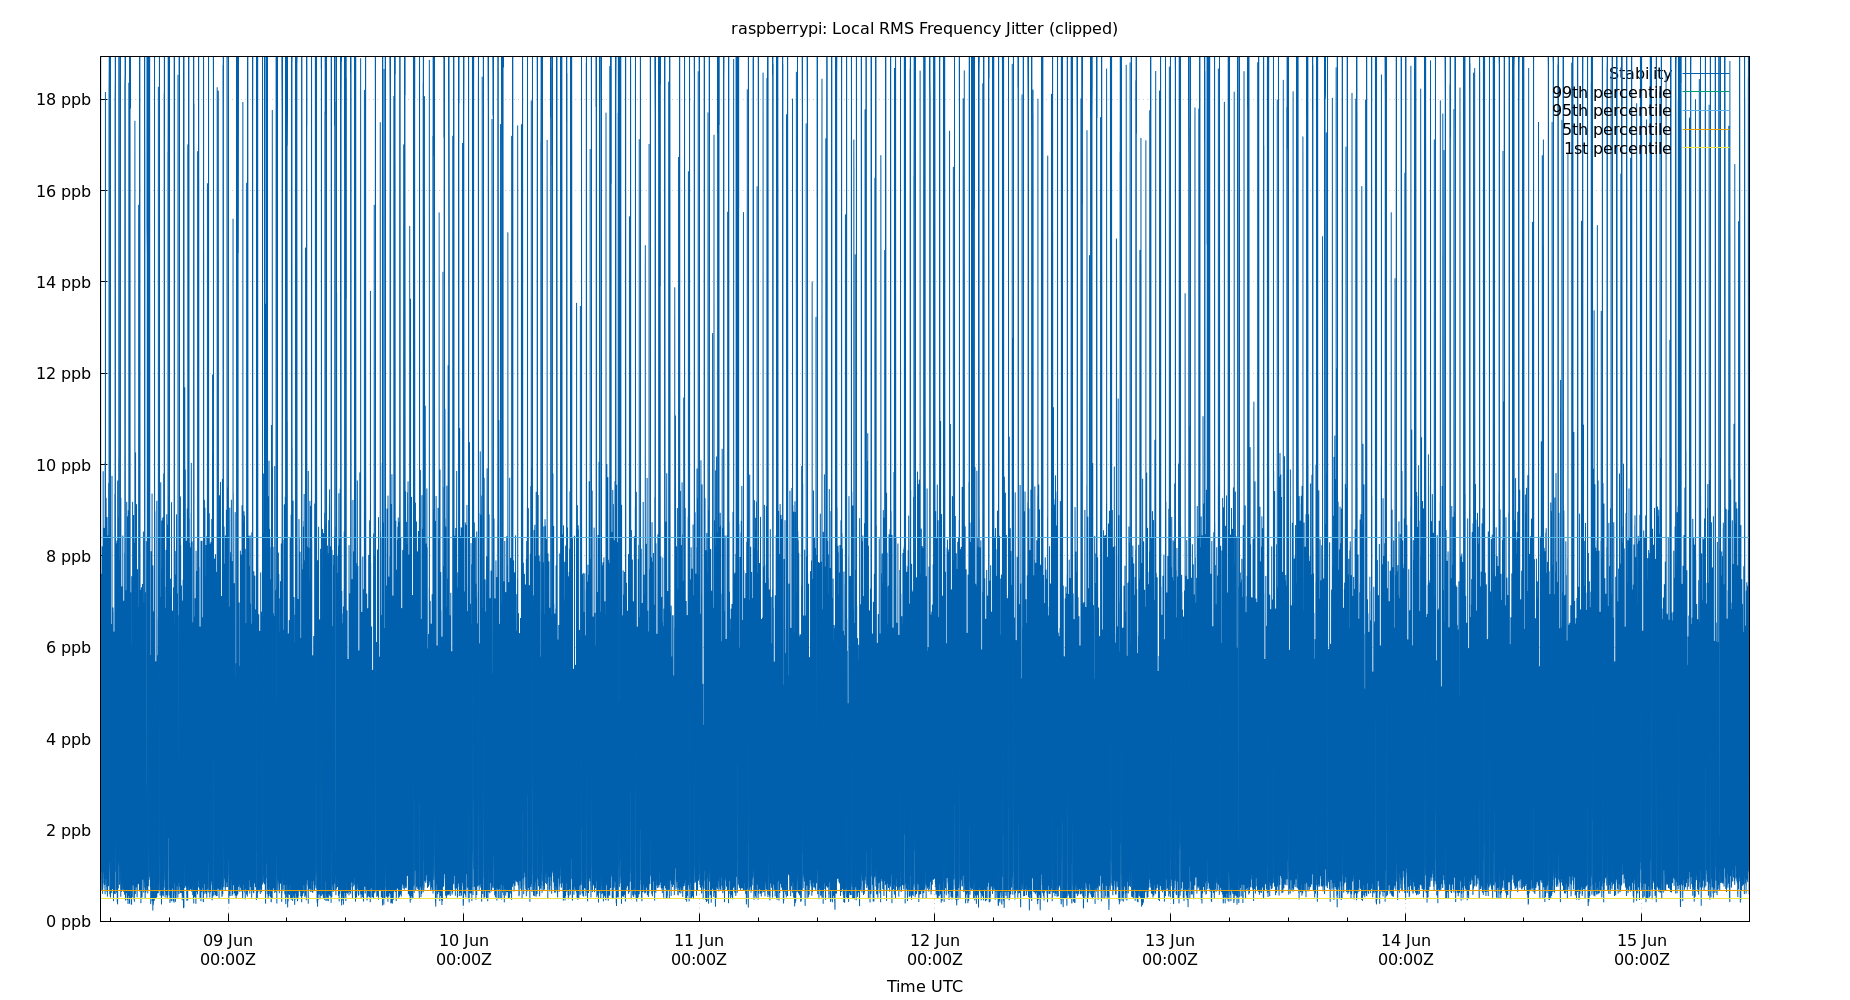 raspberrypi: Local RMS Frequency Jitter (clipped)
Stability
99th percentile
95th percentile
5th percentile
1st percentile
18 ppb
16 ppb
14 ppb
12 ppb
10 ppb
8 ppb
6 ppb
4 ppb
2 ppb
0 ppb
09 Jun 10 Jun 11 Jun 12 Jun 13 Jun 14 Jun 15 Jun
00:00Z 00:00Z 00:00Z 00:00Z 00:00Z 00:00Z 00:00Z
Time UTC